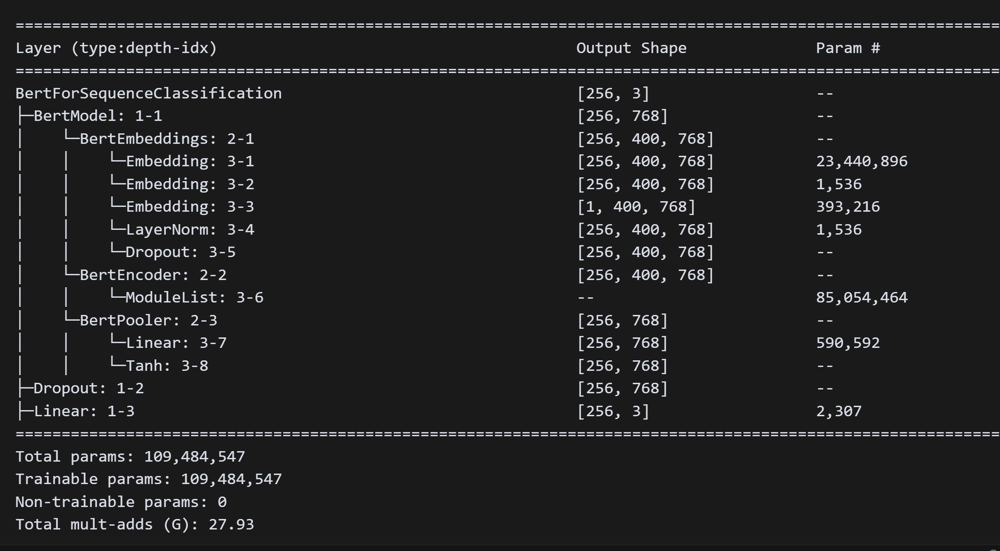 ==========================================================================================================
Layer (type:depth-idx)                                       Output Shape              Param #
==========================================================================================================
BertForSequenceClassification                                [256, 3]                  --
├─BertModel: 1-1                                             [256, 768]                --
│    └─BertEmbeddings: 2-1                                   [256, 400, 768]           --
│    │    └─Embedding: 3-1                                   [256, 400, 768]           23,440,896
│    │    └─Embedding: 3-2                                   [256, 400, 768]           1,536
│    │    └─Embedding: 3-3                                   [1, 400, 768]             393,216
│    │    └─LayerNorm: 3-4                                   [256, 400, 768]           1,536
│    │    └─Dropout: 3-5                                     [256, 400, 768]           --
│    └─BertEncoder: 2-2                                      [256, 400, 768]           --
│    │    └─ModuleList: 3-6                                  --                        85,054,464
│    └─BertPooler: 2-3                                       [256, 768]                --
│    │    └─Linear: 3-7                                      [256, 768]                590,592
│    │    └─Tanh: 3-8                                        [256, 768]                --
├─Dropout: 1-2                                               [256, 768]                --
├─Linear: 1-3                                                [256, 3]                  2,307
==========================================================================================================
Total params: 109,484,547
Trainable params: 109,484,547
Non-trainable params: 0
Total mult-adds (G): 27.93